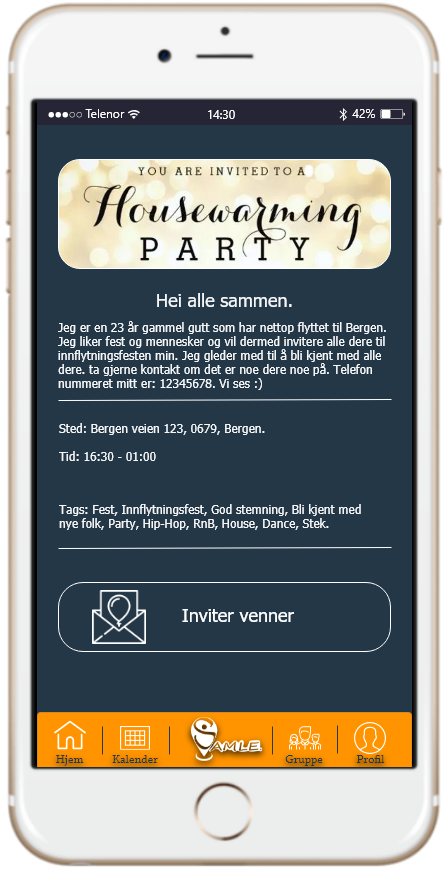 Telenor 14:30 42%
YOU ARE INVITED TO A
Housewarming
PARTY
Hei alle sammen.
Jeg er en 23 år gammel gutt som har nettop flyttet til Bergen.
Jeg liker fest og mennesker og vil dermed invitere alle dere til
innflytningsfesten min. Jeg gleder med til å bli kjent med alle
dere. ta gjerne kontakt om det er noe dere noe på. Telefon
nummeret mitt er: 12345678. Vi ses :)
Sted: Bergen veien 123, 0679, Bergen.
Tid: 16:30 - 01:00
Tags: Fest, Innflytningsfest, God stemning, Bli kjent med
nye folk, Party, Hip-Hop, RnB, House, Dance, Stek.
Inviter venner
SAMLE
Hjem Kalender Gruppe Profil